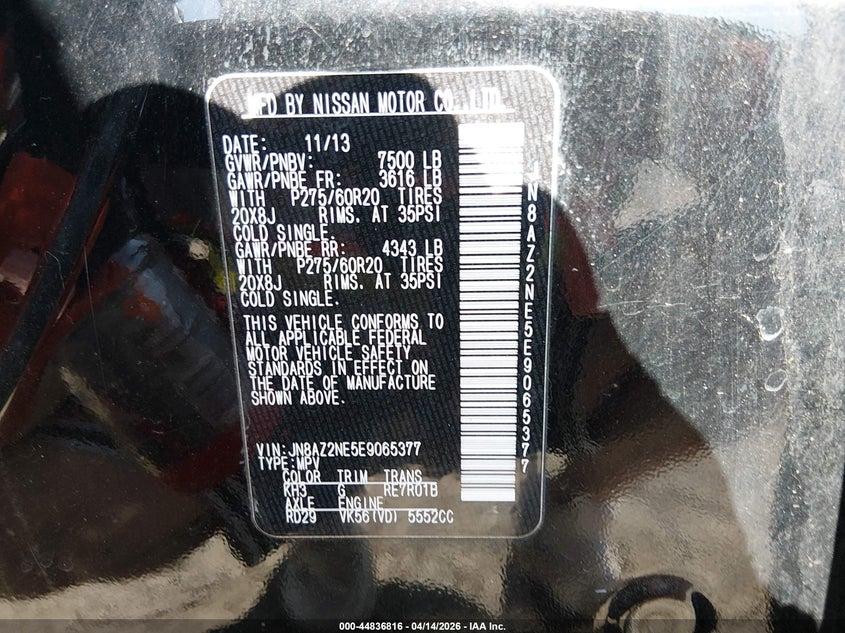 MFD BY NISSAN MOTOR CO., LTD.
DATE: 11/13
GVWR/PNBV: 7500 LB
GAWR/PNBE FR: 3616 LB
WITH P275/60R20 TIRES
20X8J RIMS. AT 35PSI
COLD SINGLE.
GAWR/PNBE RR: 4343 LB
WITH P275/60R20 TIRES
20X8J RIMS. AT 35PSI
COLD SINGLE.
THIS VEHICLE CONFORMS TO
ALL APPLICABLE FEDERAL
MOTOR VEHICLE SAFETY
STANDARDS IN EFFECT ON
THE DATE OF MANUFACTURE
SHOWN ABOVE.
VIN:JN8AZ2NE5E9065377
TYPE:MPV
COLOR TRIM TRANS
KH3 G RE7R01B
AXLE ENGINE
RD29 VK56(VD) 5552CC
JN8AZ2NE5E9065377
000-44836816 - 04/14/2026 - IAA Inc.